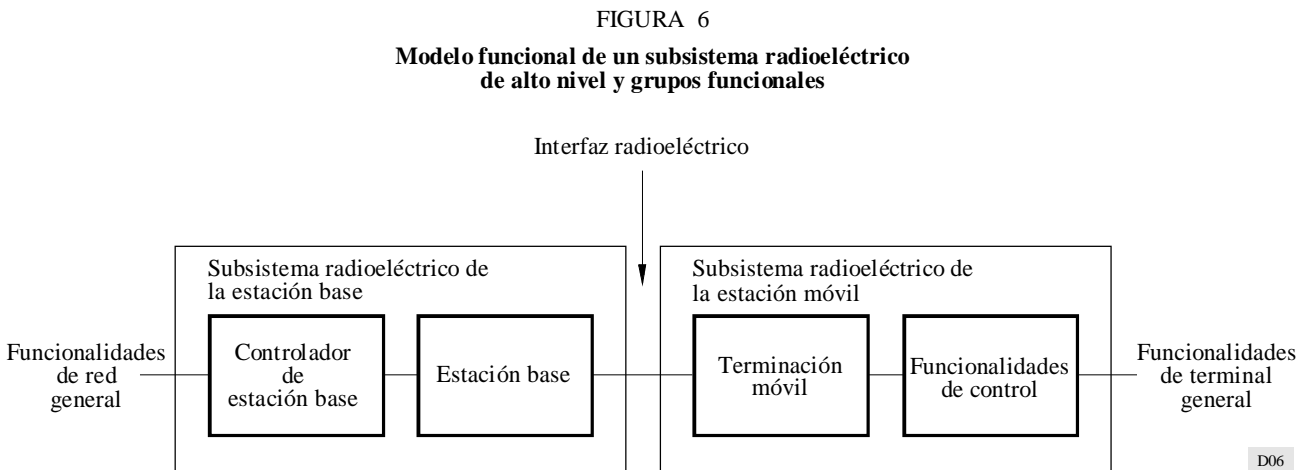 FIGURA 6
Modelo funcional de un subsistema radioeléctrico
de alto nivel y grupos funcionales
Interfaz radioeléctrico
Subsistema radioeléctrico de
la estación base
Subsistema radioeléctrico de
la estación móvil
Funcionalidades
de red
general
Controlador
de
estación base
Estación base
Terminación
móvil
Funcionalidades
de control
Funcionalidades
de terminal
general
D06